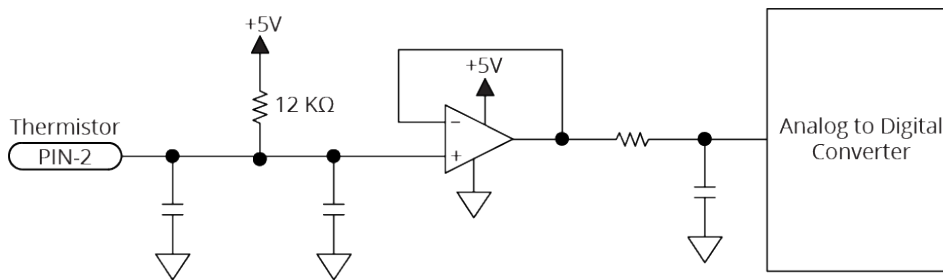 +5V
12 KΩ
Thermistor
PIN-2
+5V
−
+
Analog to Digital
Converter